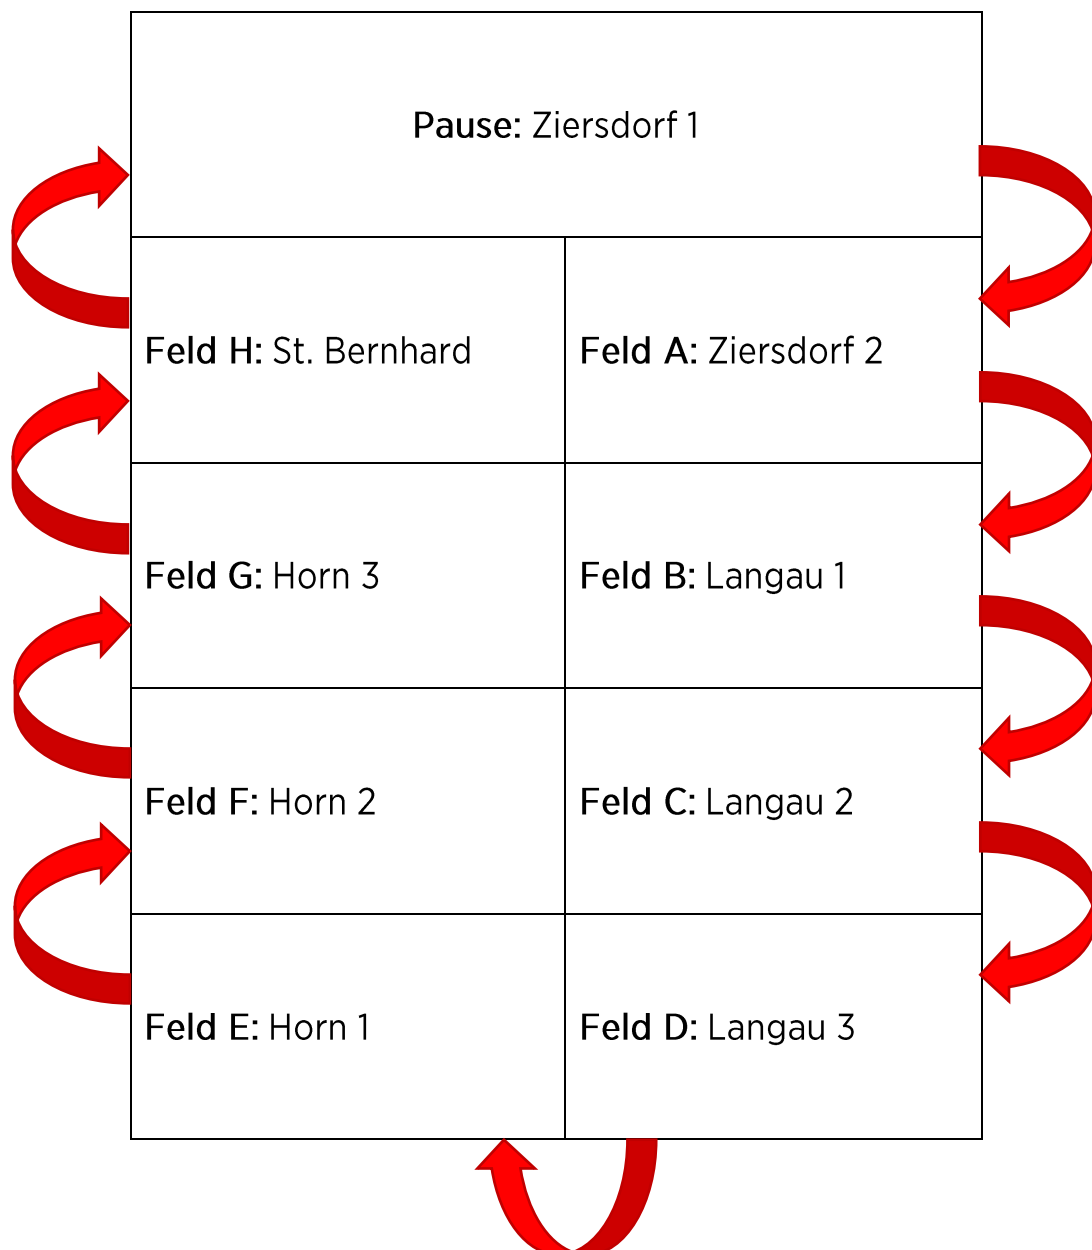 Pause: Ziersdorf 1
Feld H: St. Bernhard
Feld A: Ziersdorf 2
Feld G: Horn 3
Feld B: Langau 1
Feld F: Horn 2
Feld C: Langau 2
Feld E: Horn 1
Feld D: Langau 3